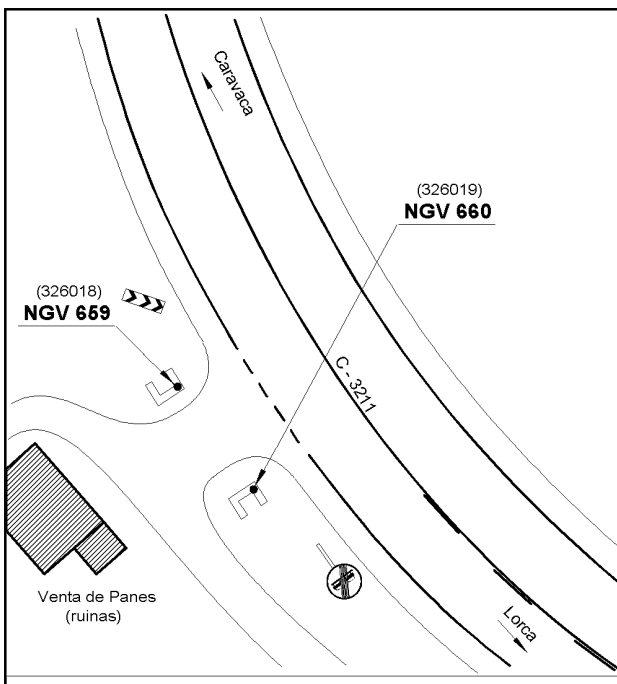 Caravaca
(326019)
NGV 660
(326018)
NGV 659
C - 3211
Venta de Panes
(ruinas)
Lorca